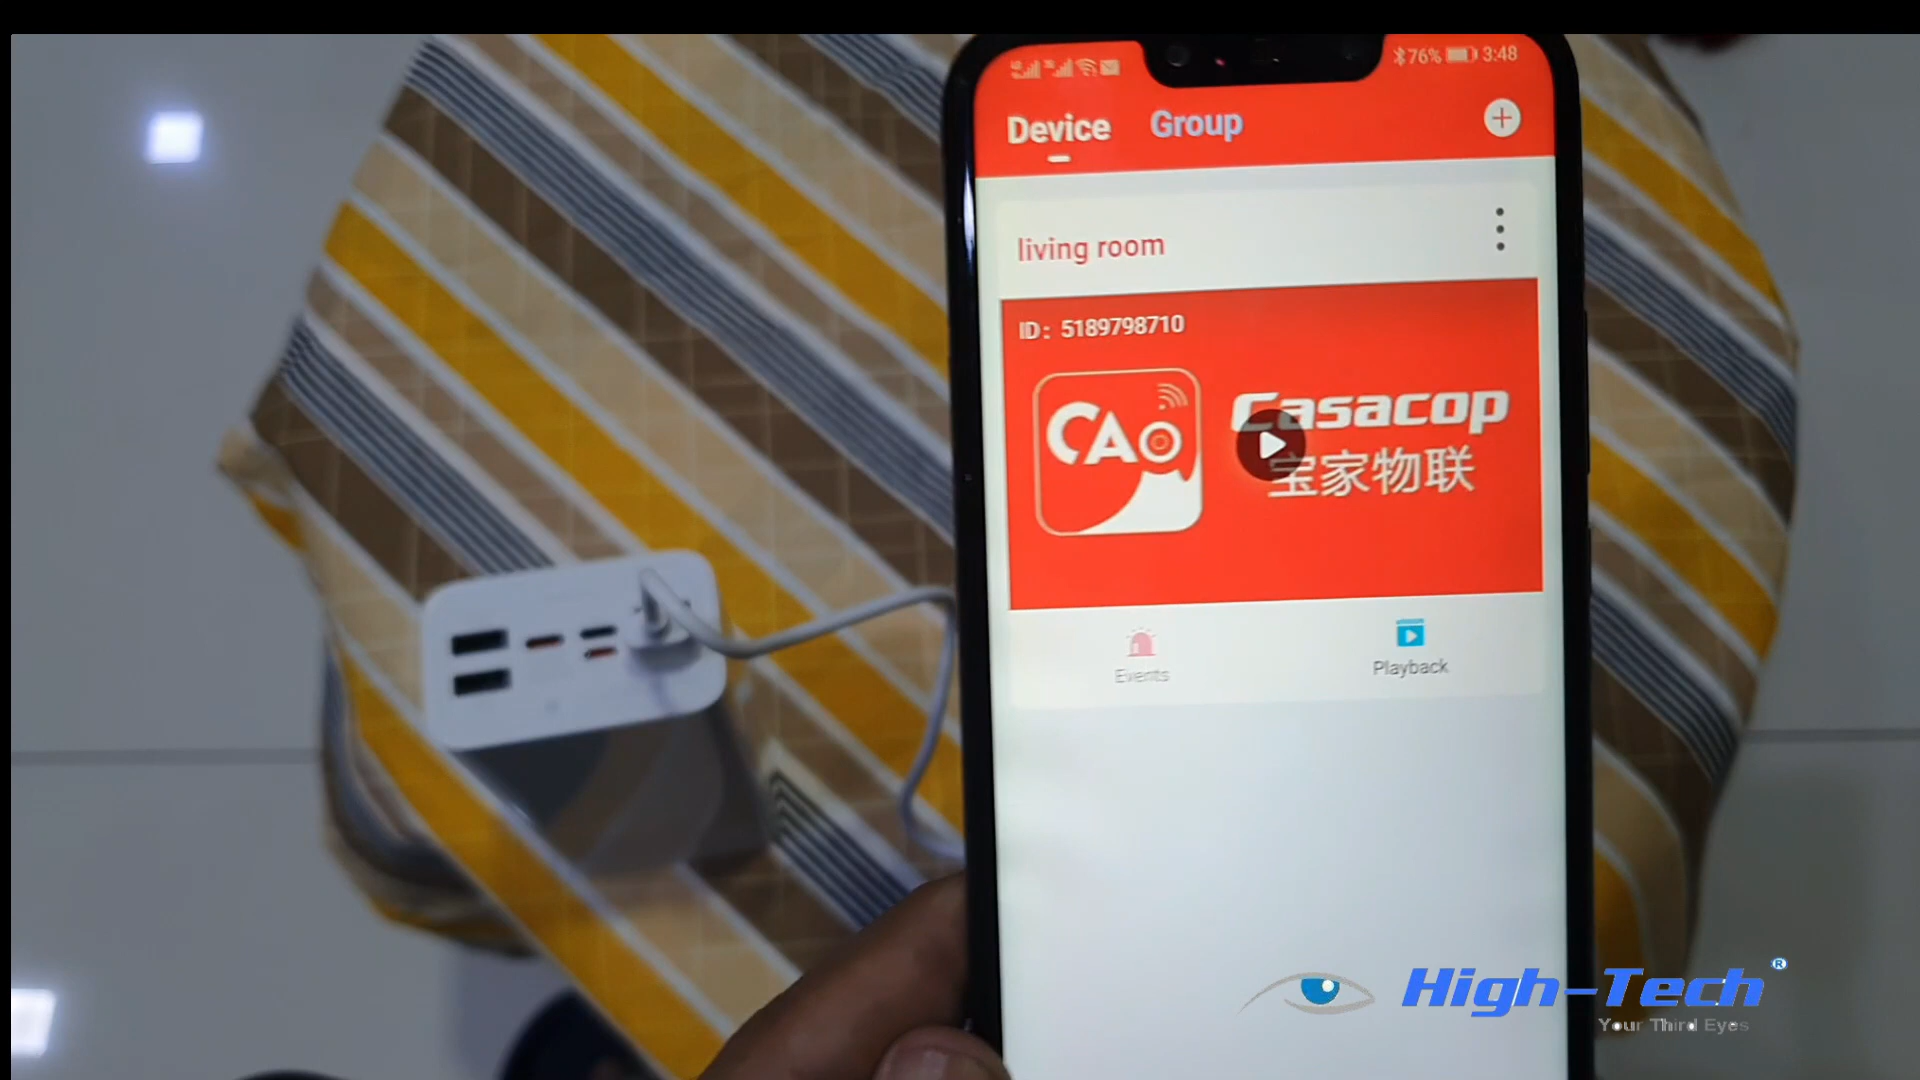 76% 3:48
Device Group
living room
ID: 5189798710
CAO
Casacop
宝家物联
Events
Playback
High-Tech®
Your Third Eyes